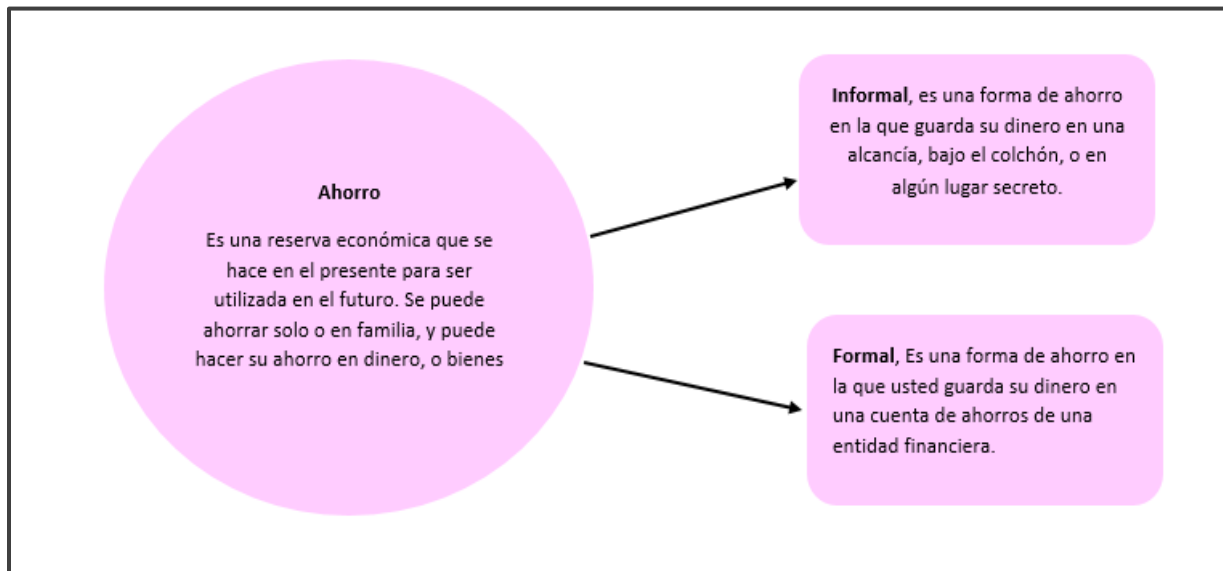 Ahorro
Es una reserva económica que se
hace en el presente para ser
utilizada en el futuro. Se puede
ahorrar solo o en familia, y puede
hacer su ahorro en dinero, o bienes
Informal, es una forma de ahorro
en la que guarda su dinero en una
alcancía, bajo el colchón, o en
algún lugar secreto.
Formal, Es una forma de ahorro en
la que usted guarda su dinero en
una cuenta de ahorros de una
entidad financiera.